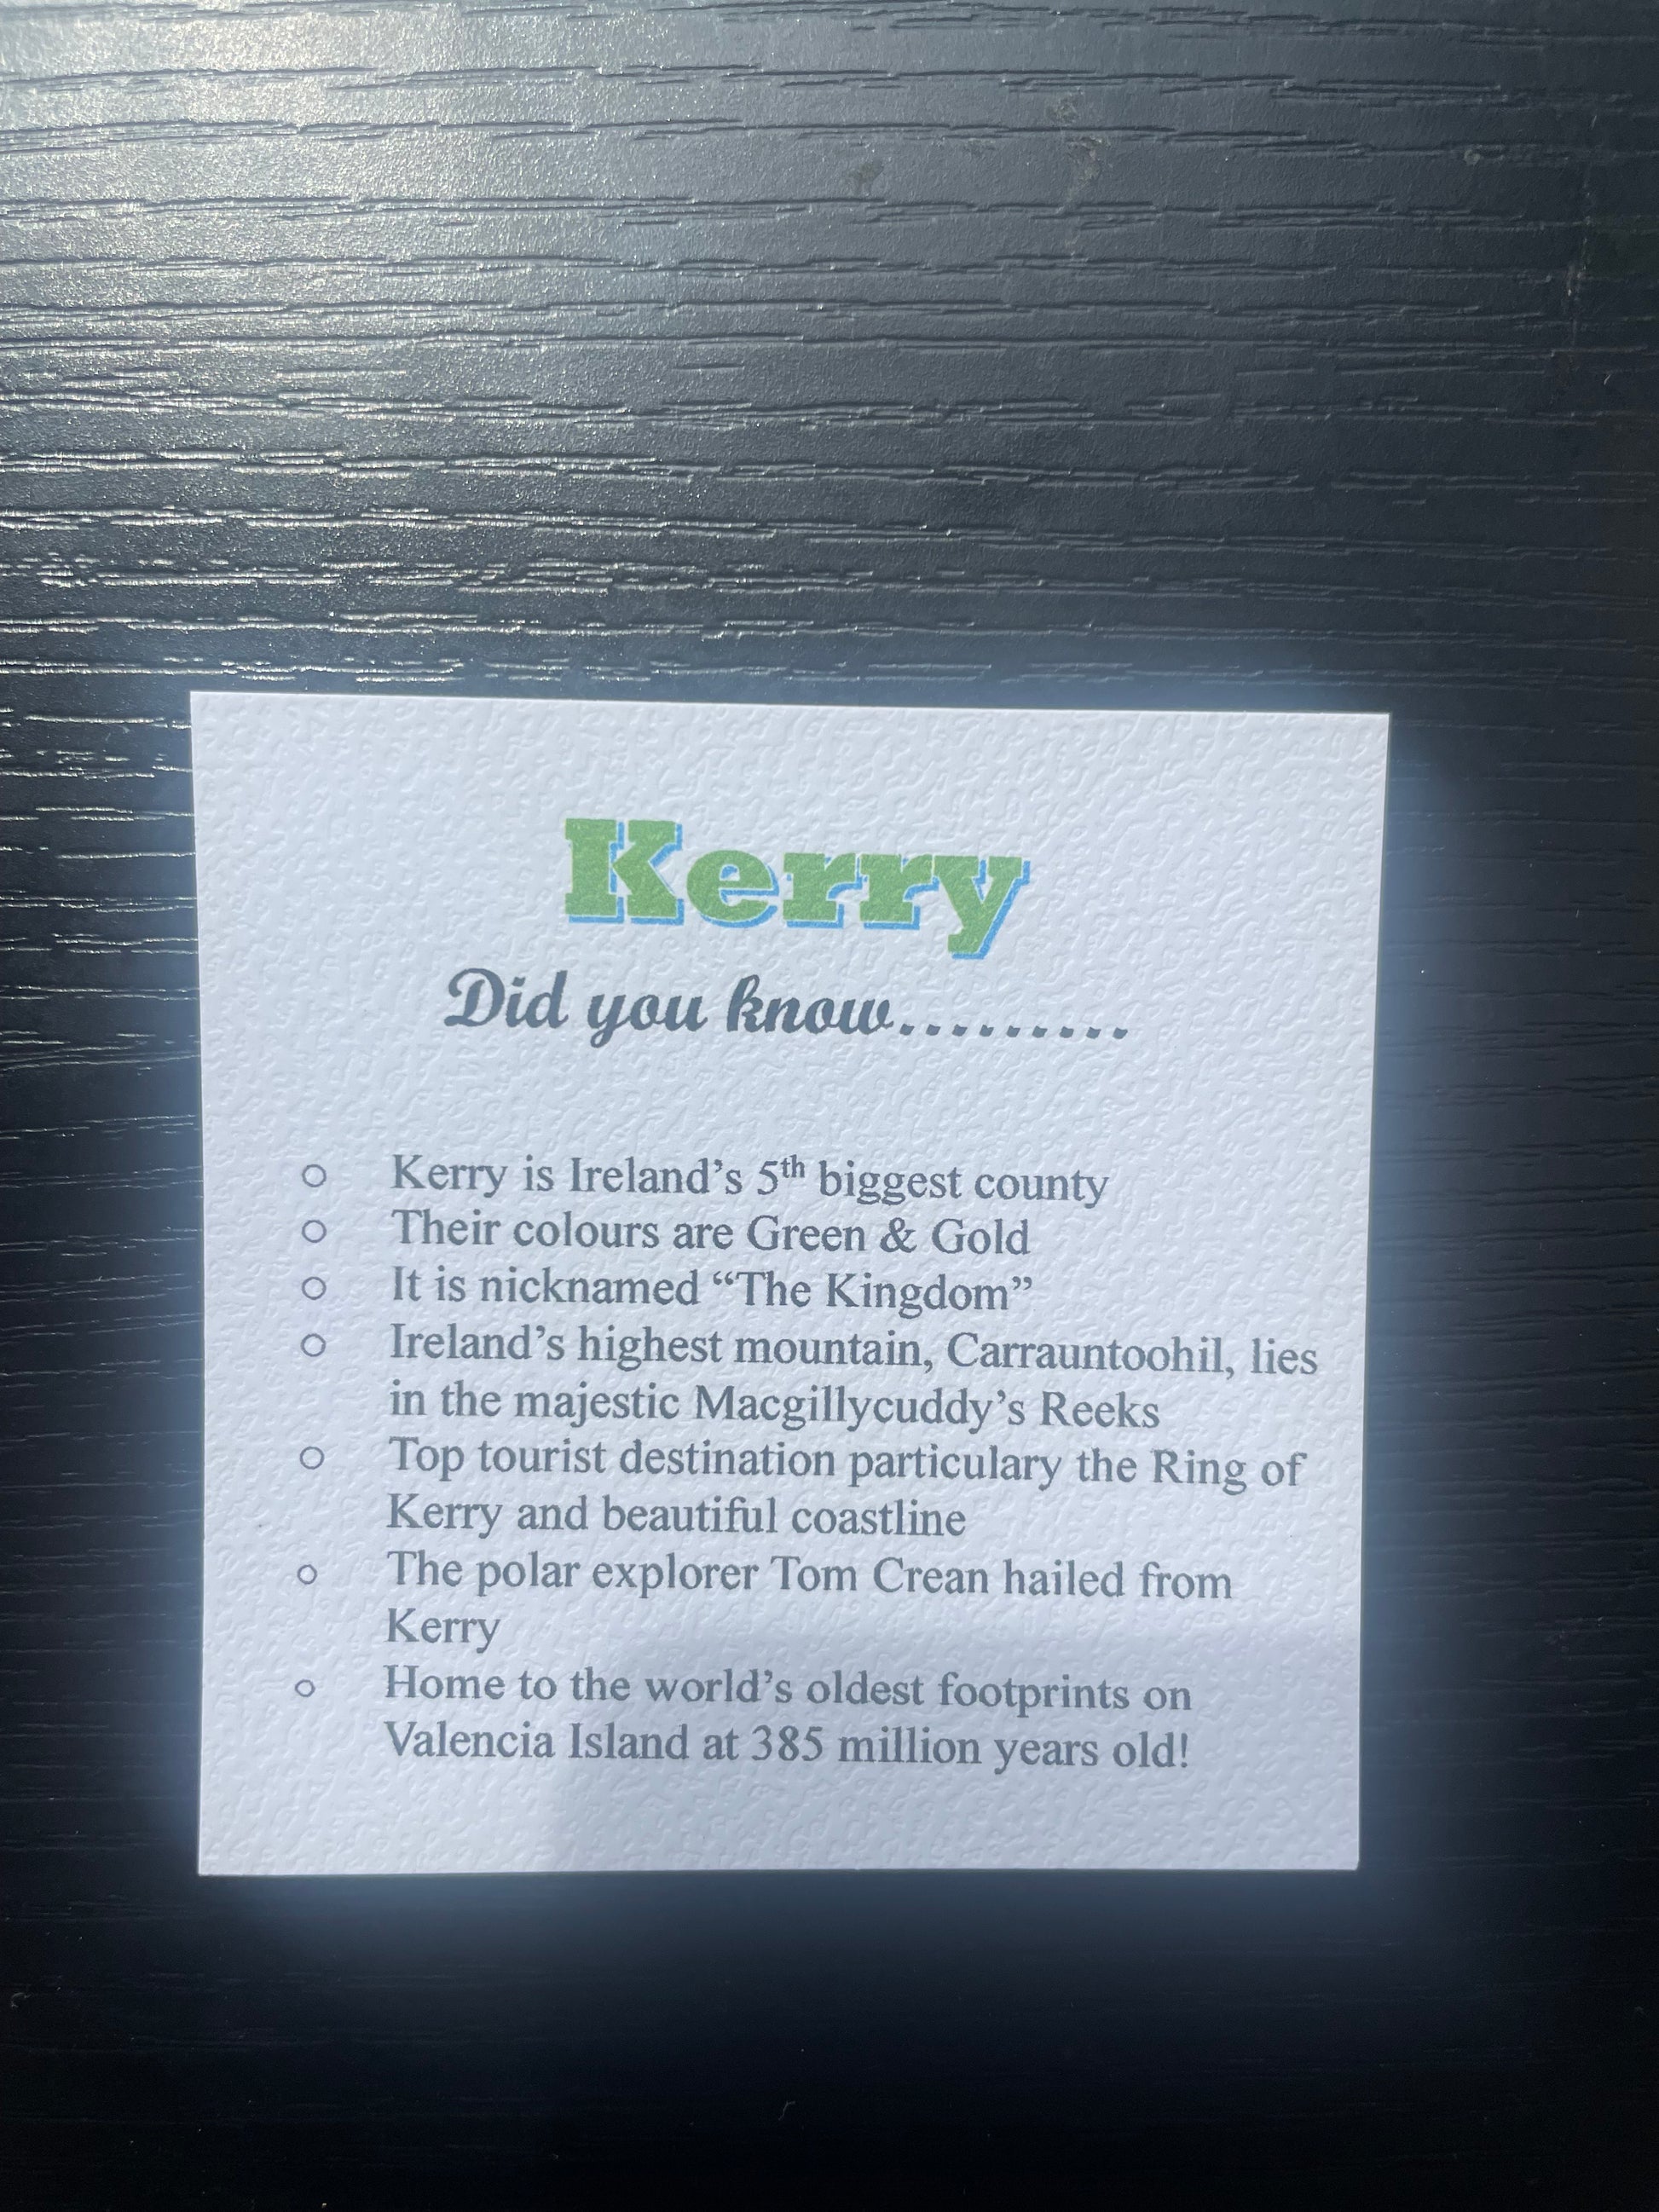 Kerry
Did you know.........
○ Kerry is Ireland's 5th biggest county
○ Their colours are Green & Gold
○ It is nicknamed “The Kingdom”
○ Ireland's highest mountain, Carrauntoohil, lies
in the majestic Macgillycuddy's Reeks
○ Top tourist destination particulary the Ring of
Kerry and beautiful coastline
○ The polar explorer Tom Crean hailed from
Kerry
○ Home to the world's oldest footprints on
Valencia Island at 385 million years old!